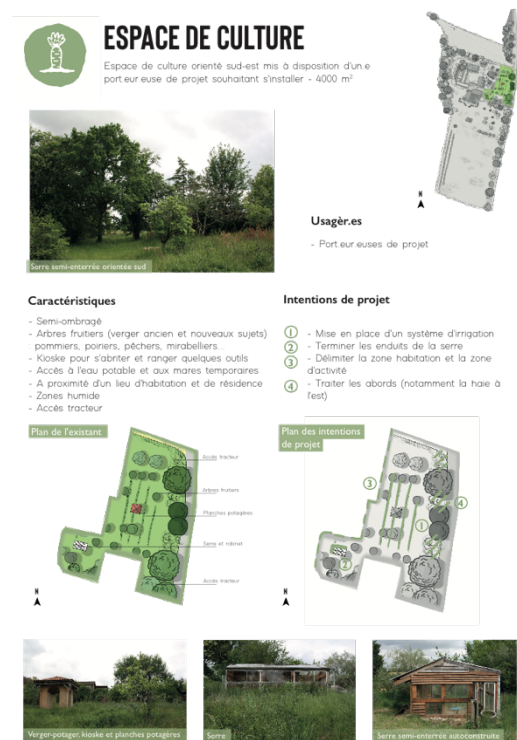 ESPACE DE CULTURE
Espace de culture orienté sud-est mis à disposition d'un.e
port.eur.euse de projet souhaitant s'installer - 4000 m²
N
Serre semi-enterrée orientée sud
Usagèr.es
- Port.eur.euses de projet
Caractéristiques
- Semi-ombragé
- Arbres fruitiers (verger ancien et nouveaux sujets)
: pommiers, poiriers, pêchers, mirabelliers.
- Kioske pour s'abriter et ranger quelques outils
- Accès à l'eau potable et aux mares temporaires
- A proximité d'un lieu d'habitation et de résidence
- Zones humide
- Accès tracteur
Intentions de projet
1 - Mise en place d'un système d'irrigation
2 - Terminer les enduits de la serre
3 - Délimiter la zone habitation et la zone
d'activité
4 - Traiter les abords (notamment la haie à
l'est)
Plan de l'existant
Accès tracteur
Arbres fruitiers
Planches potagères
Serre et robinet
Accès tracteur
N
Plan des intentions
de projet
3
4
1
2
N
Verger-potager, kioske et planches potagères
Serre
Serre semi-enterrée autoconstruite